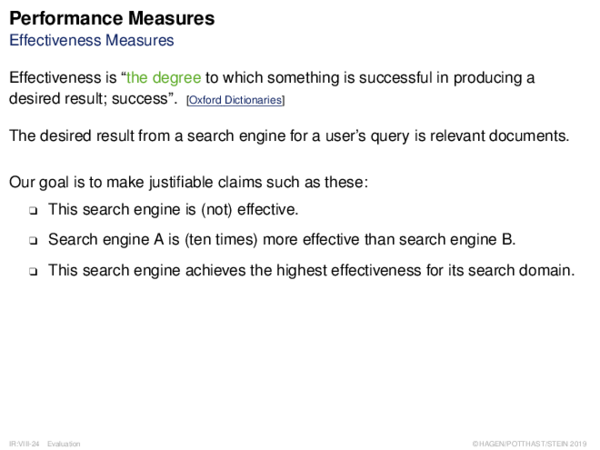 Performance Measures
Effectiveness Measures
Effectiveness is “the degree to which something is successful in producing a
desired result; success”. [Oxford Dictionaries]
The desired result from a search engine for a user’s query is relevant documents.
Our goal is to make justifiable claims such as these:
❑ This search engine is (not) effective.
❑ Search engine A is (ten times) more effective than search engine B.
❑ This search engine achieves the highest effectiveness for its search domain.
IR:VIII-24 Evaluation ©HAGEN/POTTHAST/STEIN 2019